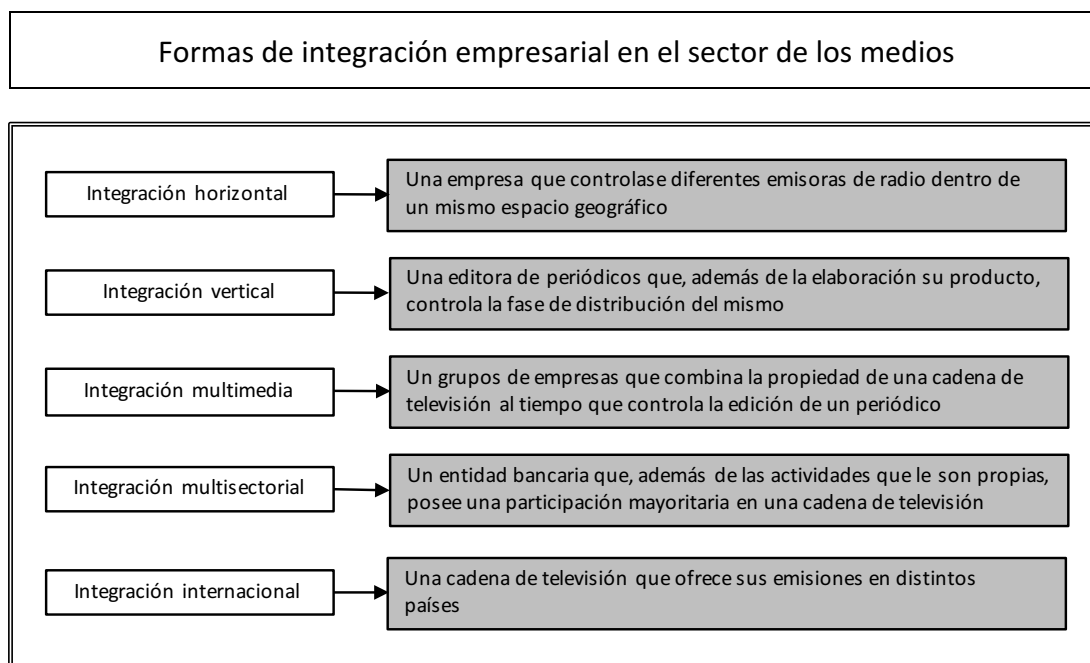 Formas de integración empresarial en el sector de los medios
Integración horizontal
Una empresa que controlase diferentes emisoras de radio dentro de
un mismo espacio geográfico
Integración vertical
Una editora de periódicos que, además de la elaboración su producto,
controla la fase de distribución del mismo
Integración multimedia
Un grupos de empresas que combina la propiedad de una cadena de
televisión al tiempo que controla la edición de un periódico
Integración multisectorial
Un entidad bancaria que, además de las actividades que le son propias,
posee una participación mayoritaria en una cadena de televisión
Integración internacional
Una cadena de televisión que ofrece sus emisiones en distintos
países